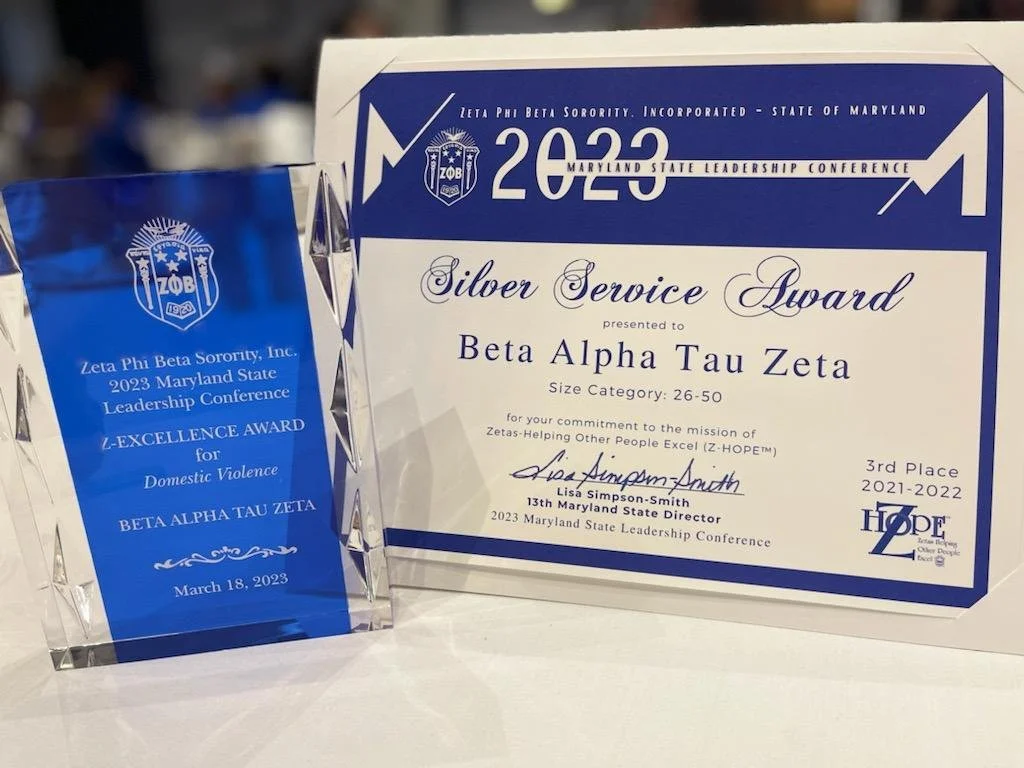 ΖΦΒ
1920
Zeta Phi Beta Sorority, Inc.
2023 Maryland State
Leadership Conference
Z-EXCELLENCE AWARD
for
Domestic Violence
BETA ALPHA TAU ZETA
March 18, 2023
ZETA PHI BETA SORORITY, INCORPORATED - STATE OF MARYLAND
ΖΦΒ
1920
2023
MARYLAND STATE LEADERSHIP CONFERENCE
Silver Service Award
presented to
Beta Alpha Tau Zeta
Size Category: 26-50
for your commitment to the mission of
Zetas-Helping Other People Excel (Z-HOPE™)
Lisa Simpson-Smith
Lisa Simpson-Smith
13th Maryland State Director
2023 Maryland State Leadership Conference
3rd Place
2021-2022
Z HOPE
Zetas Helping
Other People
Excel